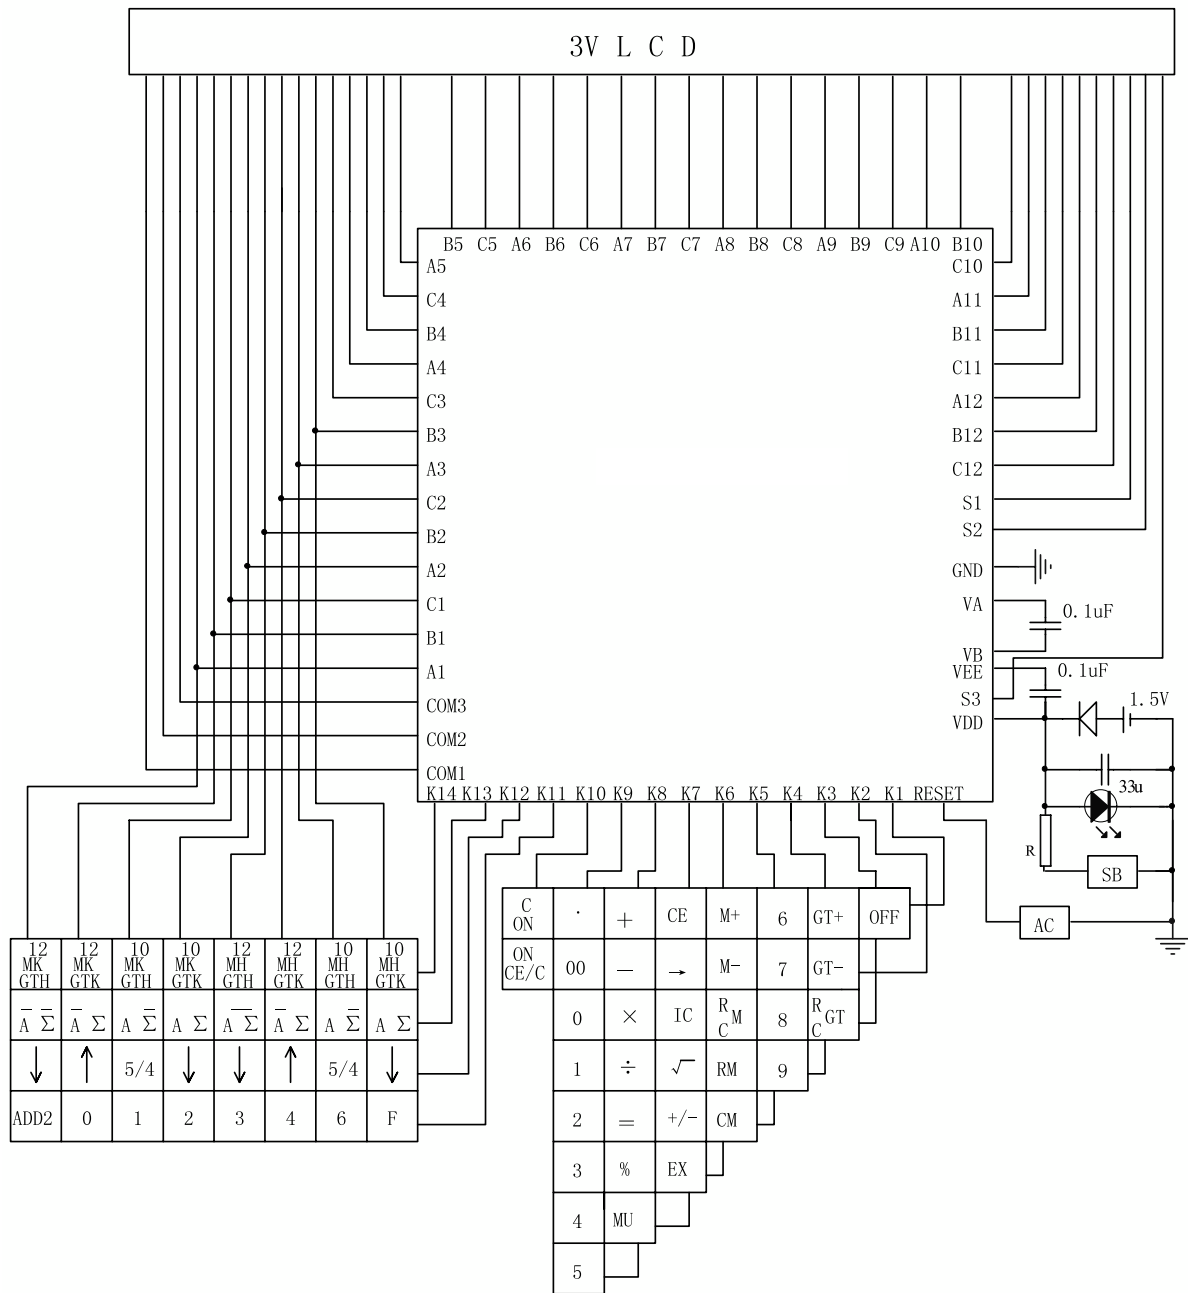 3V L C D
B5 C5 A6 B6 C6 A7 B7 C7 A8 B8 C8 A9 B9 C9 A10 B10
A5 C10
C4 A11
B4 B11
A4 C11
C3 A12
B3 B12
A3 C12
C2 S1
B2 S2
A2 GND
C1 VA
0.1uF
B1 VB
A1 VEE
0.1uF
COM3 S3
1.5V
VDD
COM2
COM1
K14 K13 K12 K11 K10 K9 K8 K7 K6 K5 K4 K3 K2 K1 RESET
33u
R
SB
AC
C ON · + CE M+ 6 GT+ OFF
ON CE/C 00 − → M− 7 GT−
0 × IC R C M 8 R C GT
1 ÷ √ RM 9
2 = +/− CM
3 % EX
4 MU
5
12 12 10 10 12 12 10 10
MK MK MK MK MH MH MH MH
GTH GTK GTH GTK GTH GTK GTH GTK
A̅ Σ̅ A̅ Σ A Σ̅ A Σ A̅ Σ̅ A̅ Σ A Σ̅ A Σ
↓ ↑ 5/4 ↓ ↓ ↑ 5/4 ↓
ADD2 0 1 2 3 4 6 F